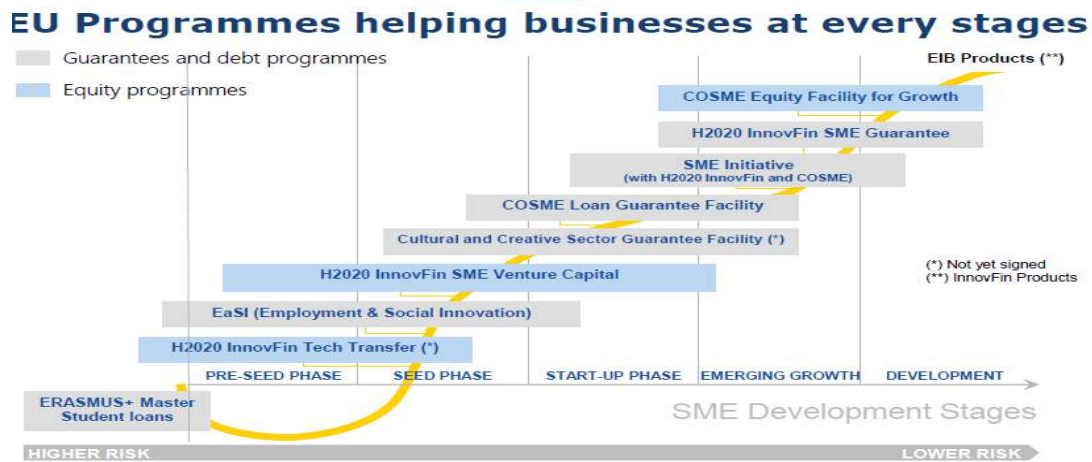 EU Programmes helping businesses at every stages
Guarantees and debt programmes
Equity programmes
EIB Products (**)
COSME Equity Facility for Growth
H2020 InnovFin SME Guarantee
SME Initiative
(with H2020 InnovFin and COSME)
COSME Loan Guarantee Facility
Cultural and Creative Sector Guarantee Facility (*)
H2020 InnovFin SME Venture Capital
(*) Not yet signed
(**) InnovFin Products
EaSI (Employment & Social Innovation)
H2020 InnovFin Tech Transfer (*)
PRE-SEED PHASE SEED PHASE START-UP PHASE EMERGING GROWTH DEVELOPMENT
ERASMUS+ Master
Student loans
SME Development Stages
HIGHER RISK LOWER RISK